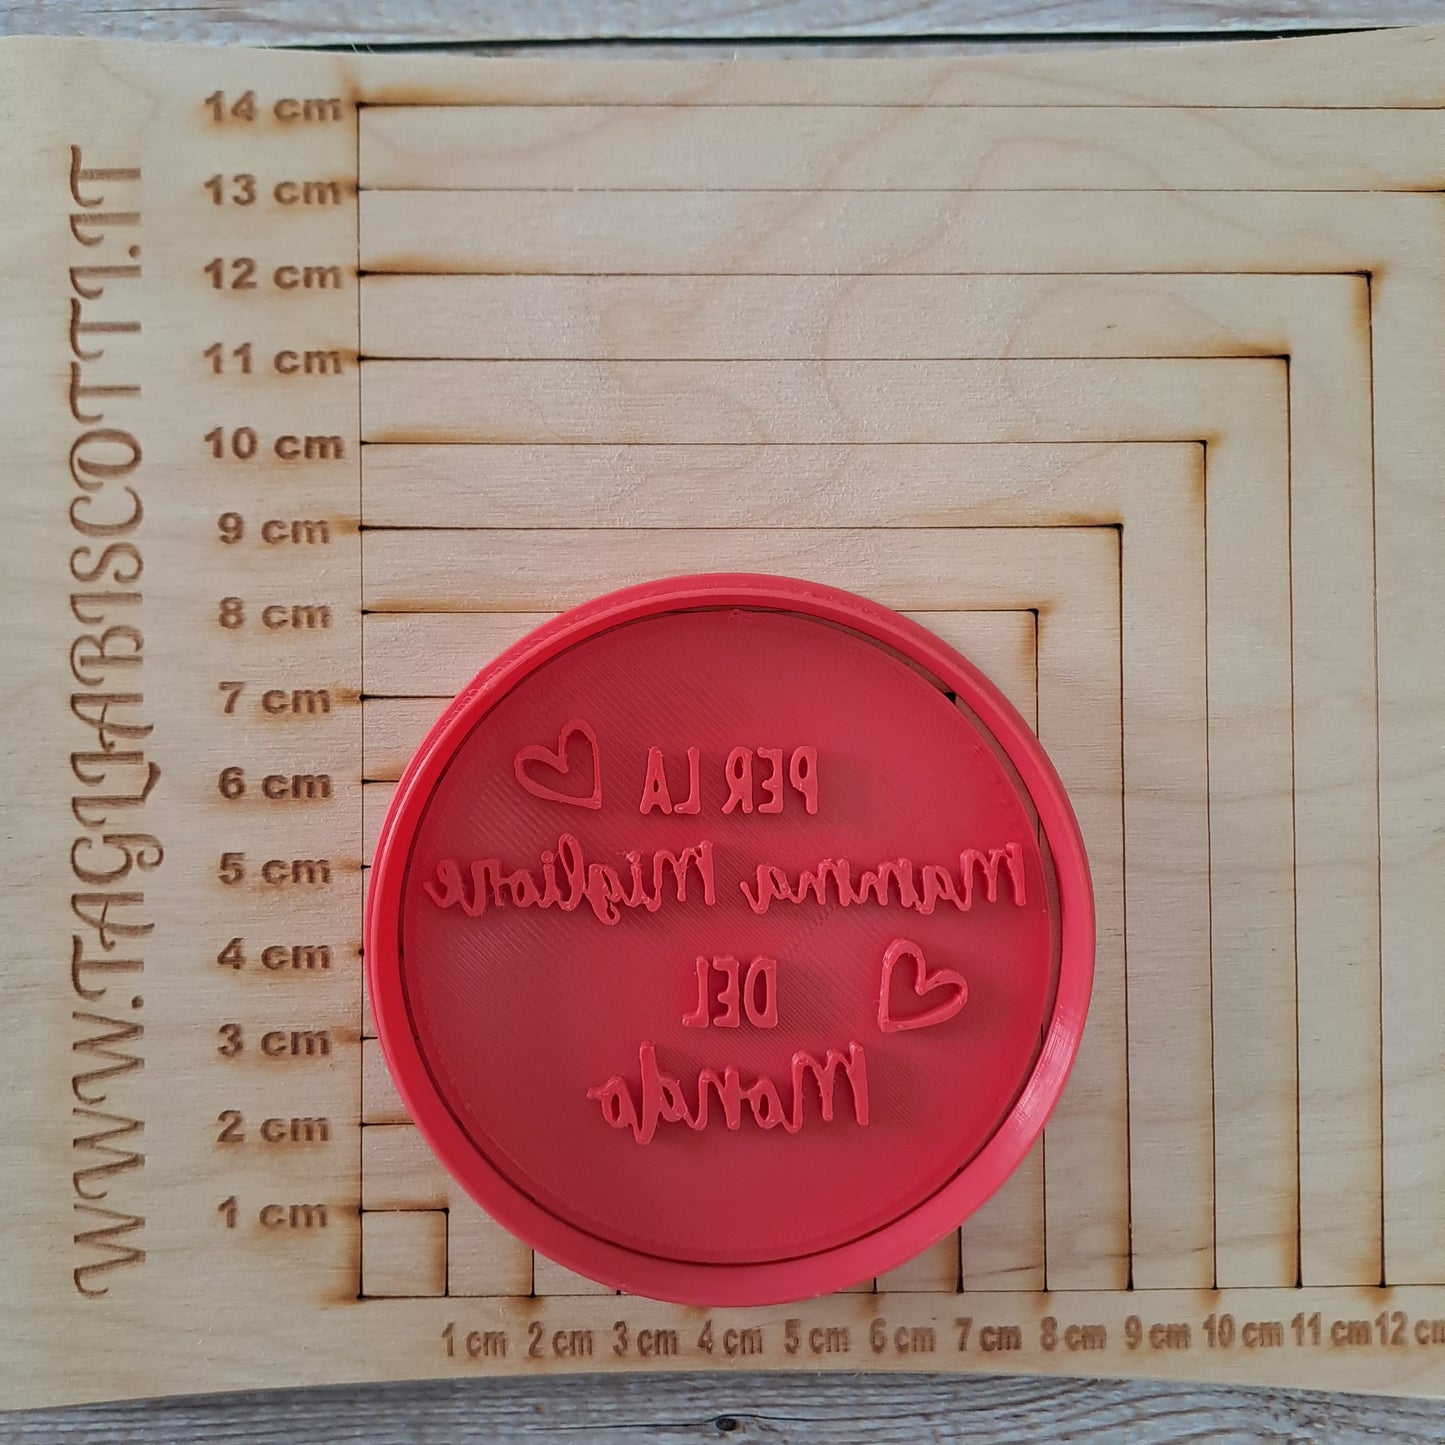 WWW.TAGLIABISCOTTI.IT
14 cm
13 cm
12 cm
11 cm
10 cm
9 cm
8 cm
7 cm
6 cm
5 cm
4 cm
3 cm
2 cm
1 cm
PER LA
Mamma Migliore
DEL
Mondo
1 cm 2 cm 3 cm 4 cm 5 cm 6 cm 7 cm 8 cm 9 cm 10 cm 11 cm 12 cm